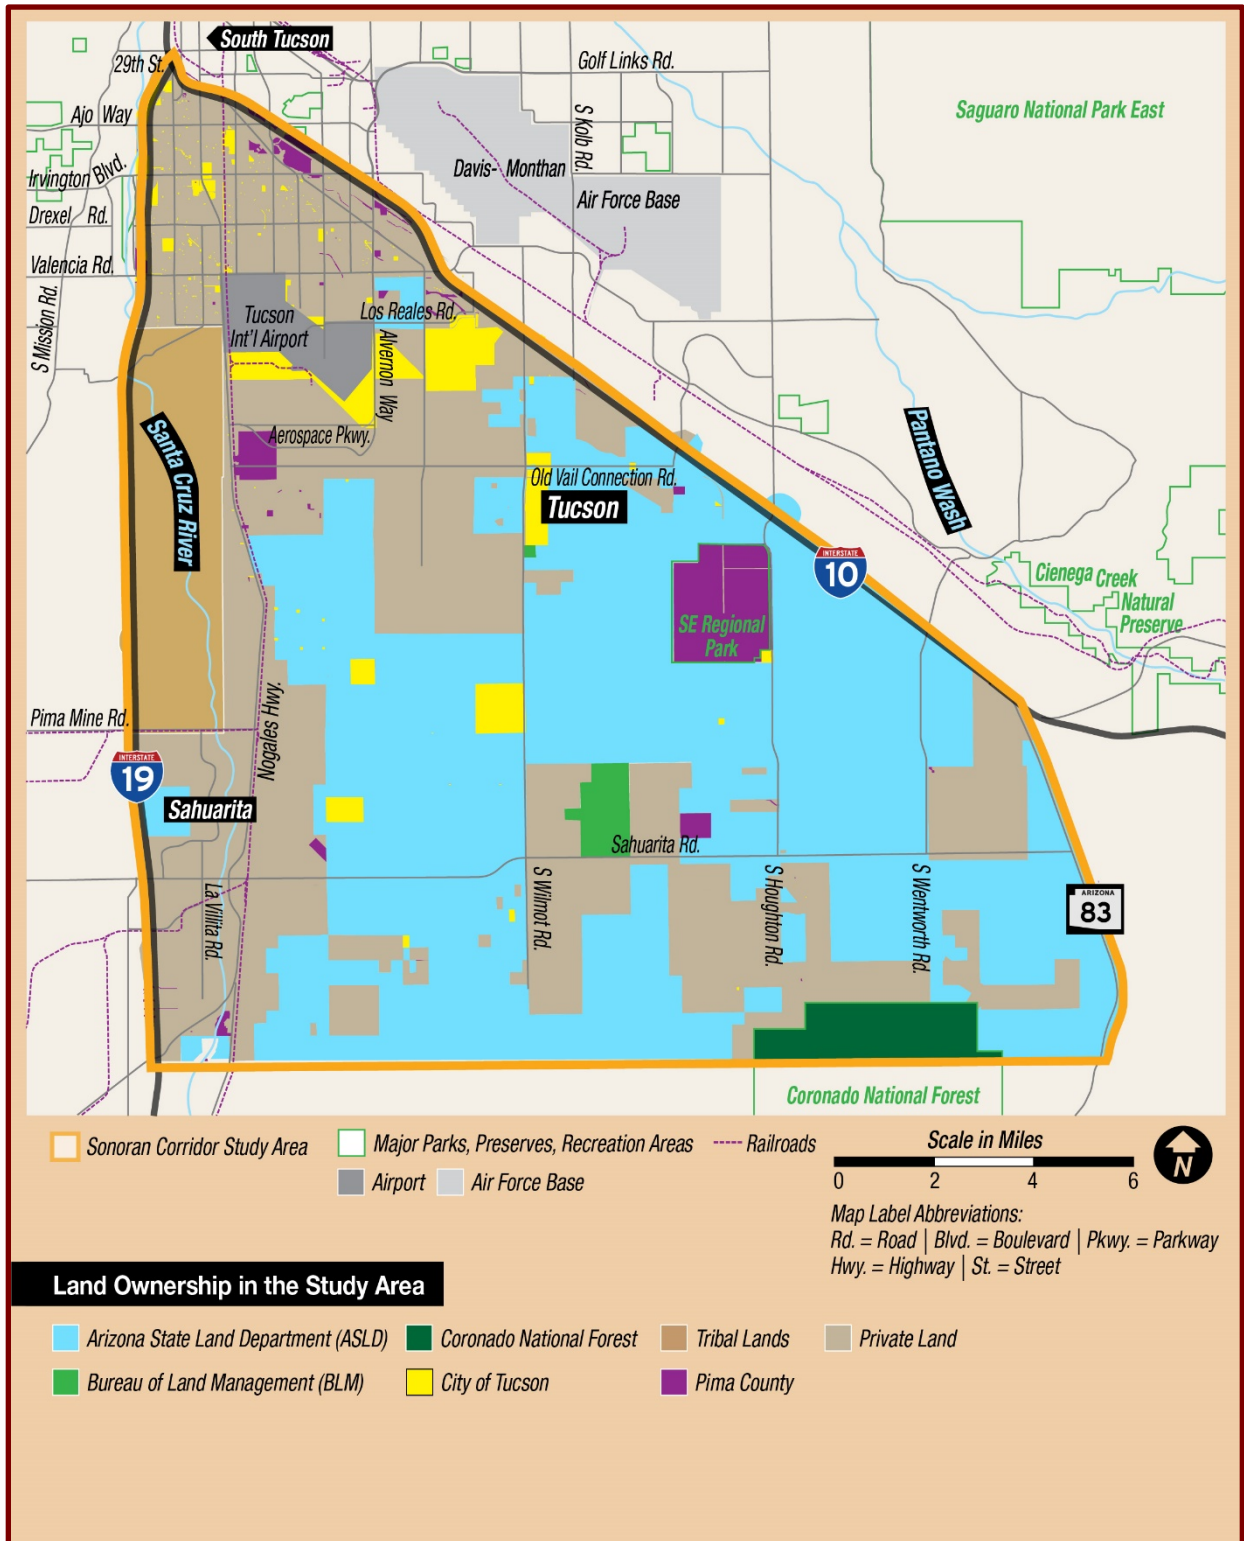 South Tucson
29th St.
Golf Links Rd.
Ajo Way
S Kolb Rd.
Saguaro National Park East
Irvington Blvd.
Davis- Monthan
Air Force Base
Drexel Rd.
Valencia Rd.
S Mission Rd.
Tucson
Int'l Airport
Los Reales Rd.
Alvernon Way
Santa Cruz River
Aerospace Pkwy.
Pantano Wash
Old Vail Connection Rd.
Tucson
INTERSTATE
10
Cienega Creek
Natural
Preserve
SE Regional
Park
Nogales Hwy.
Pima Mine Rd.
INTERSTATE
19
Sahuarita
Sahuarita Rd.
La Villita Rd.
S Wilmot Rd.
S Houghton Rd.
S Wentworth Rd.
ARIZONA
83
Coronado National Forest
Sonoran Corridor Study Area
Major Parks, Preserves, Recreation Areas
Railroads
Airport
Air Force Base
Scale in Miles
0 2 4 6
N
Map Label Abbreviations:
Rd. = Road | Blvd. = Boulevard | Pkwy. = Parkway
Hwy. = Highway | St. = Street
Land Ownership in the Study Area
Arizona State Land Department (ASLD)
Coronado National Forest
Tribal Lands
Private Land
Bureau of Land Management (BLM)
City of Tucson
Pima County